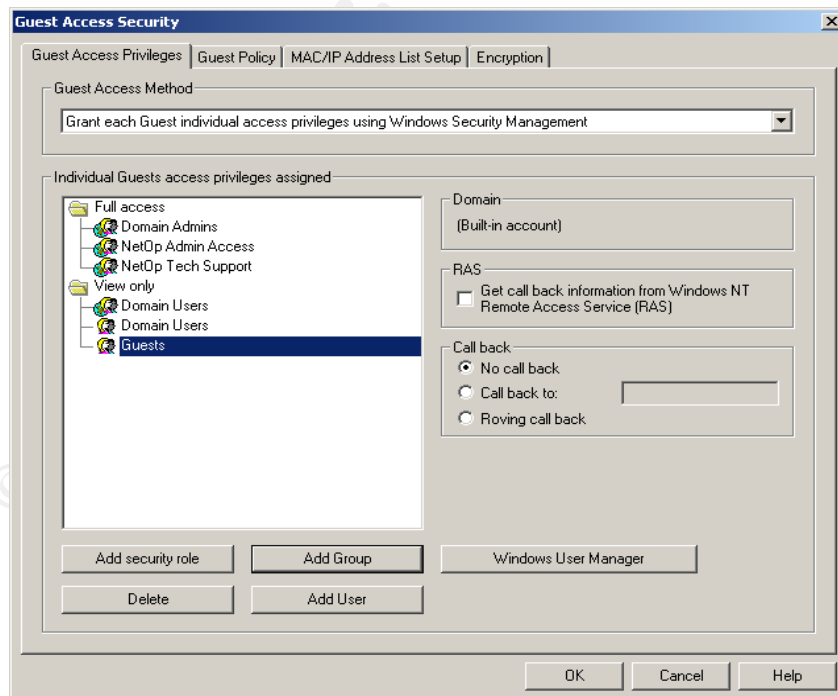 Guest Access Security
Guest Access Privileges
Guest Policy
MAC/IP Address List Setup
Encryption
Guest Access Method
Grant each Guest individual access privileges using Windows Security Management
Individual Guests access privileges assigned
Full access
Domain Admins
NetOp Admin Access
NetOp Tech Support
View only
Domain Users
Domain Users
Guests
Domain
(Built-in account)
RAS
Get call back information from Windows NT
Remote Access Service (RAS)
Call back
No call back
Call back to:
Roving call back
Add security role
Add Group
Windows User Manager
Delete
Add User
OK
Cancel
Help